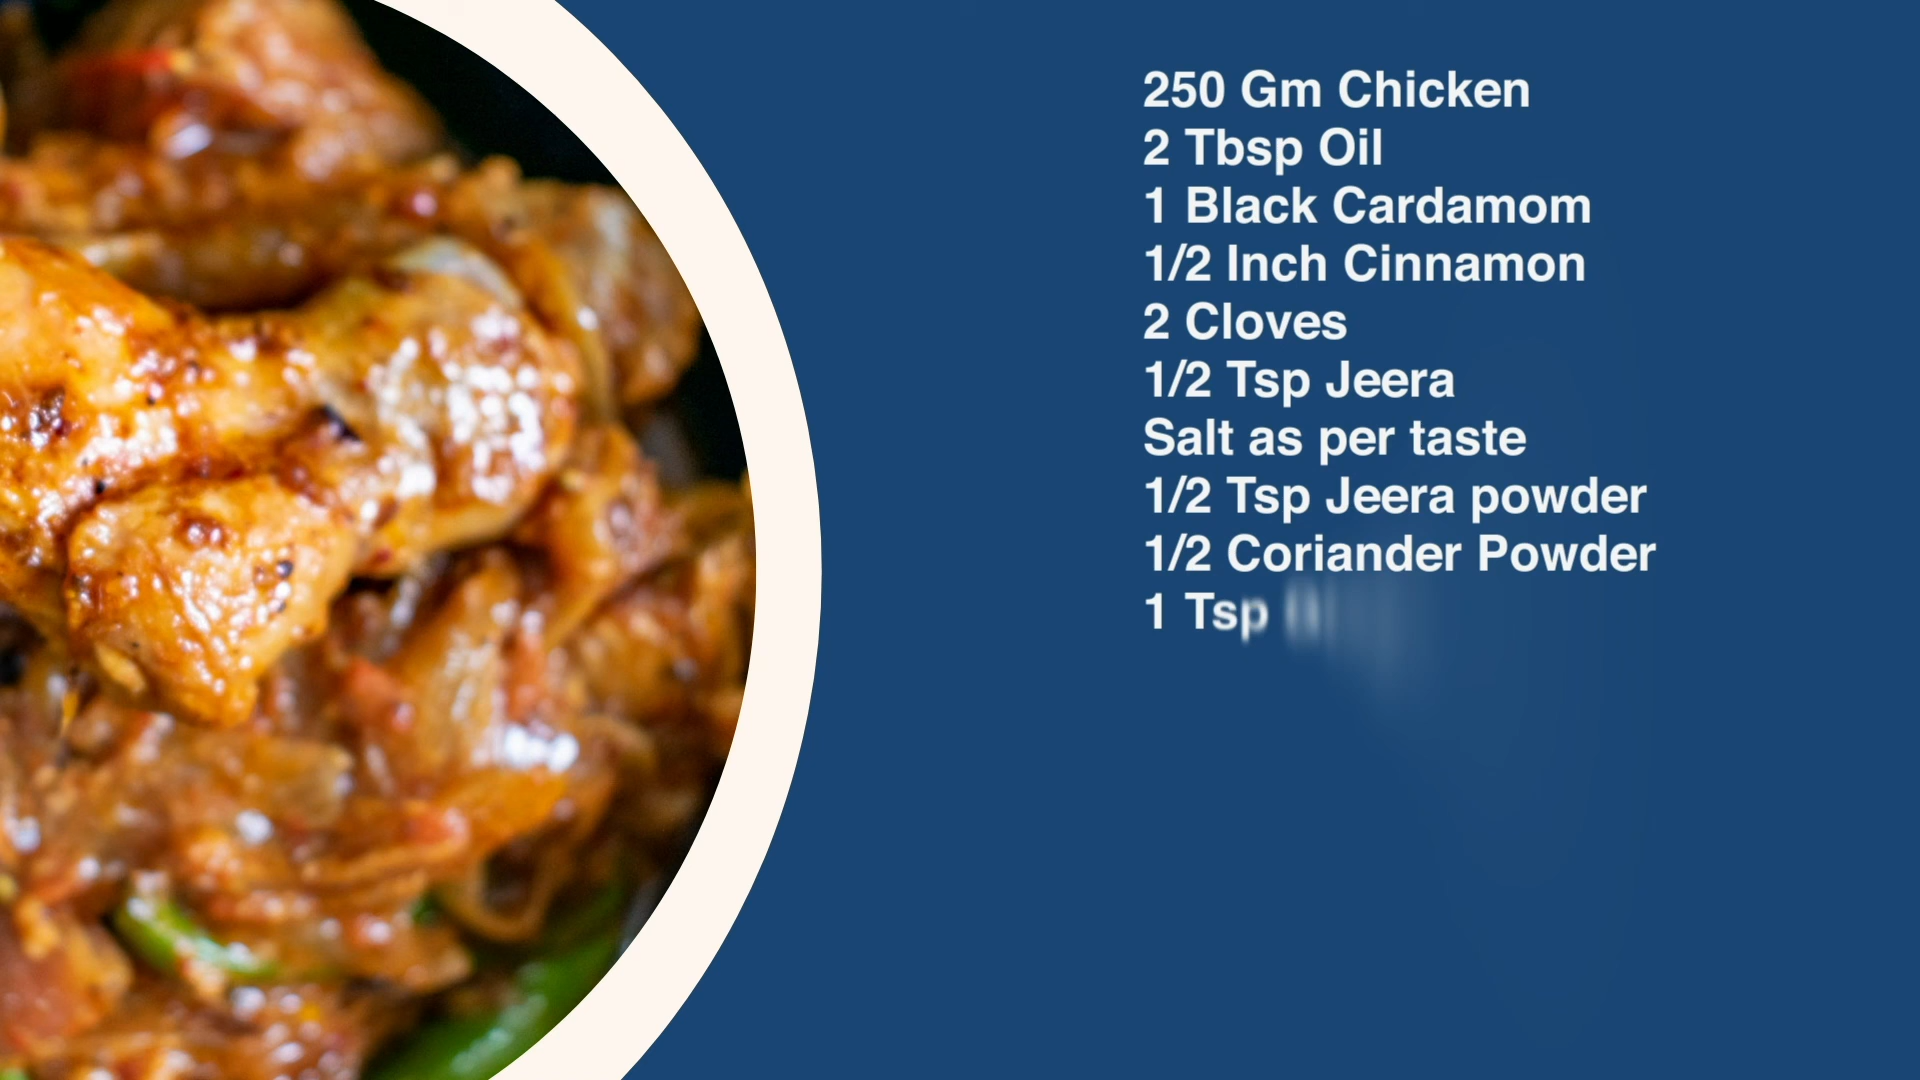 250 Gm Chicken
2 Tbsp Oil
1 Black Cardamom
1/2 Inch Cinnamon
2 Cloves
1/2 Tsp Jeera
Salt as per taste
1/2 Tsp Jeera powder
1/2 Coriander Powder
1 Tsp